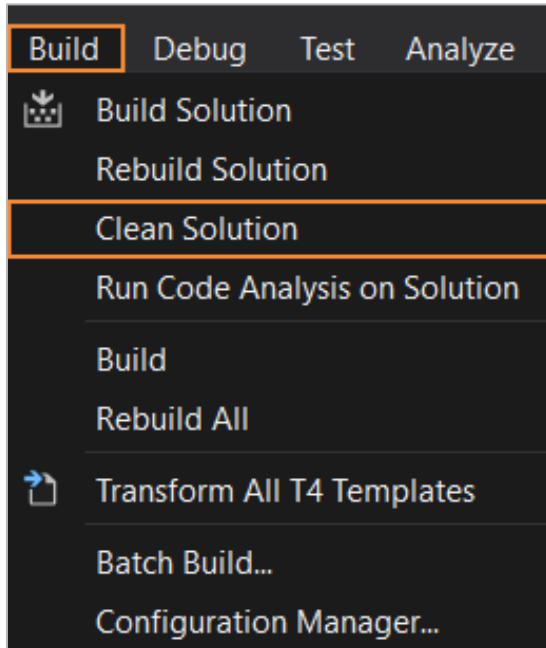 Build Debug Test Analyze
Build Solution
Rebuild Solution
Clean Solution
Run Code Analysis on Solution
Build
Rebuild All
Transform All T4 Templates
Batch Build...
Configuration Manager...